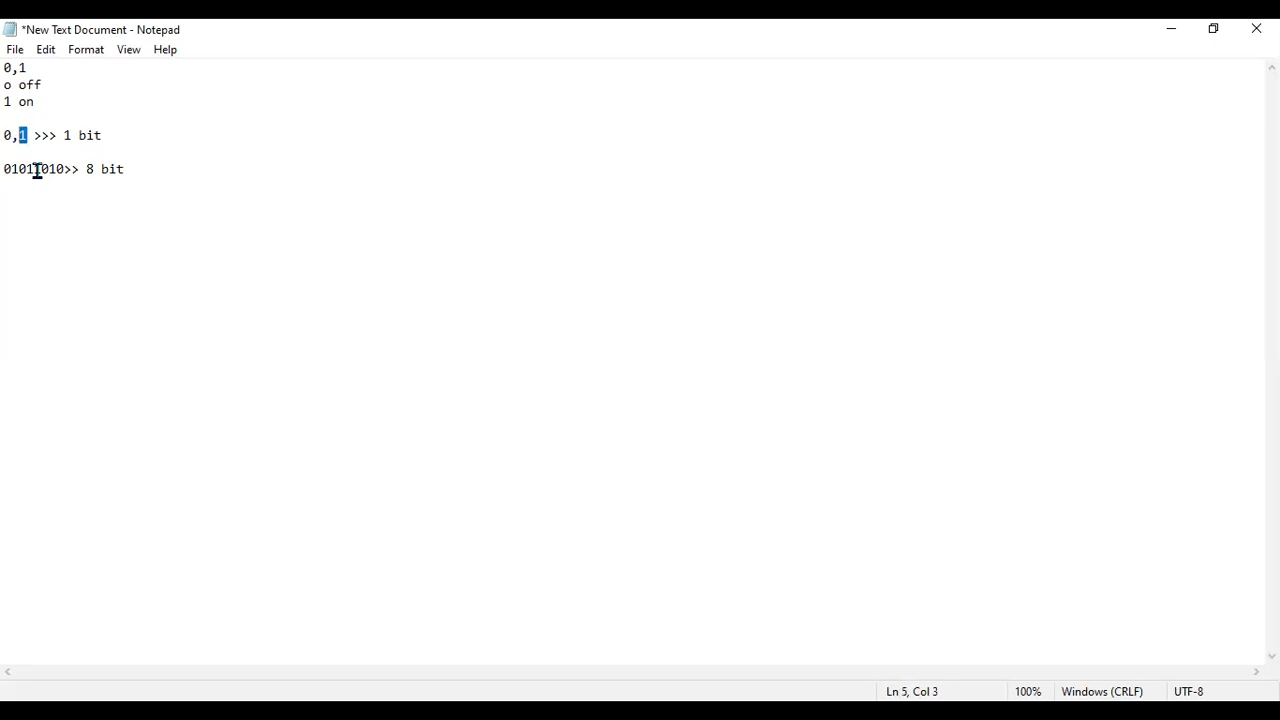 *New Text Document - Notepad
File Edit Format View Help
0,1
o off
1 on
0,1 >>> 1 bit
01011010>> 8 bit
Ln 5, Col 3 100% Windows (CRLF) UTF-8